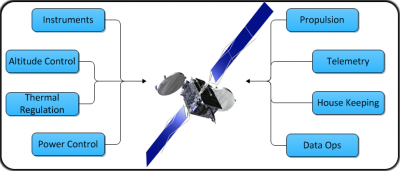 Instruments
Altitude Control
Thermal
Regulation
Power Control
Propulsion
Telemetry
House Keeping
Data Ops